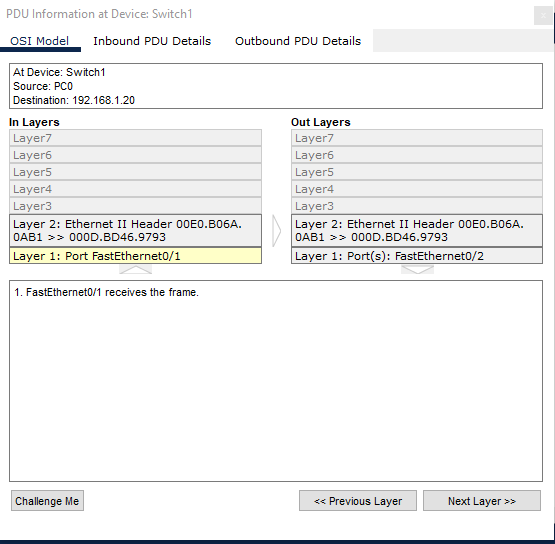 PDU Information at Device: Switch1
OSI Model Inbound PDU Details Outbound PDU Details
At Device: Switch1
Source: PC0
Destination: 192.168.1.20
In Layers
Layer7
Layer6
Layer5
Layer4
Layer3
Layer 2: Ethernet II Header 00E0.B06A.
0AB1 >> 000D.BD46.9793
Layer 1: Port FastEthernet0/1
Out Layers
Layer7
Layer6
Layer5
Layer4
Layer3
Layer 2: Ethernet II Header 00E0.B06A.
0AB1 >> 000D.BD46.9793
Layer 1: Port(s): FastEthernet0/2
1. FastEthernet0/1 receives the frame.
Challenge Me << Previous Layer Next Layer >>